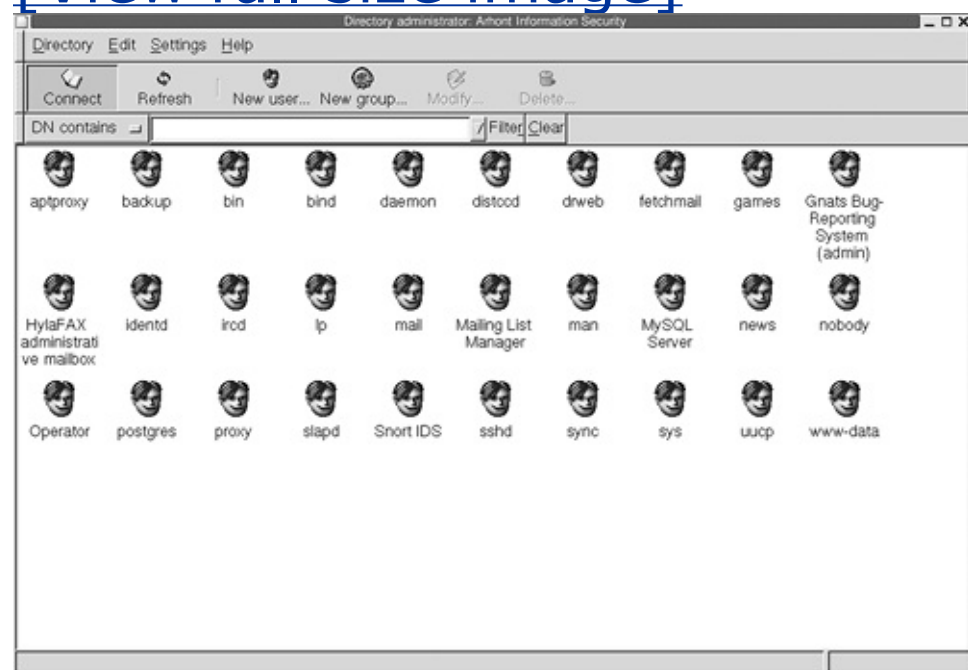 [View full size image]
Directory administrator: Arhont Information Security
Directory Edit Settings Help
Connect Refresh New user... New group... Modify... Delete...
DN contains Filter Clear
aptproxy backup bin bind daemon distccd drweb fetchmail games Gnats Bug-
Reporting
System
(admin)
HylaFAX identd ircd lp mail Mailing List man MySQL news nobody
administrati Manager Server
ve mailbox
Operator postgres proxy slapd Snort IDS sshd sync sys uucp www-data